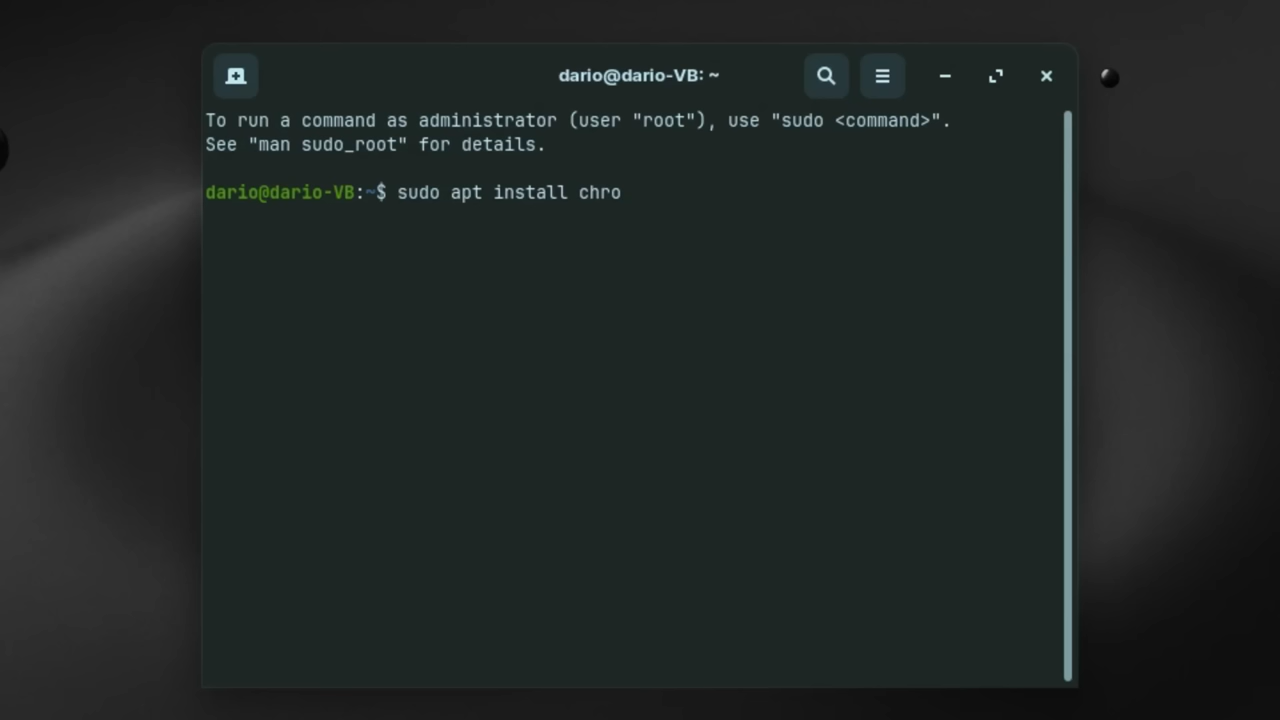 dario@dario-VB: ~
To run a command as administrator (user "root"), use "sudo <command>".
See "man sudo_root" for details.
dario@dario-VB:~$ sudo apt install chro